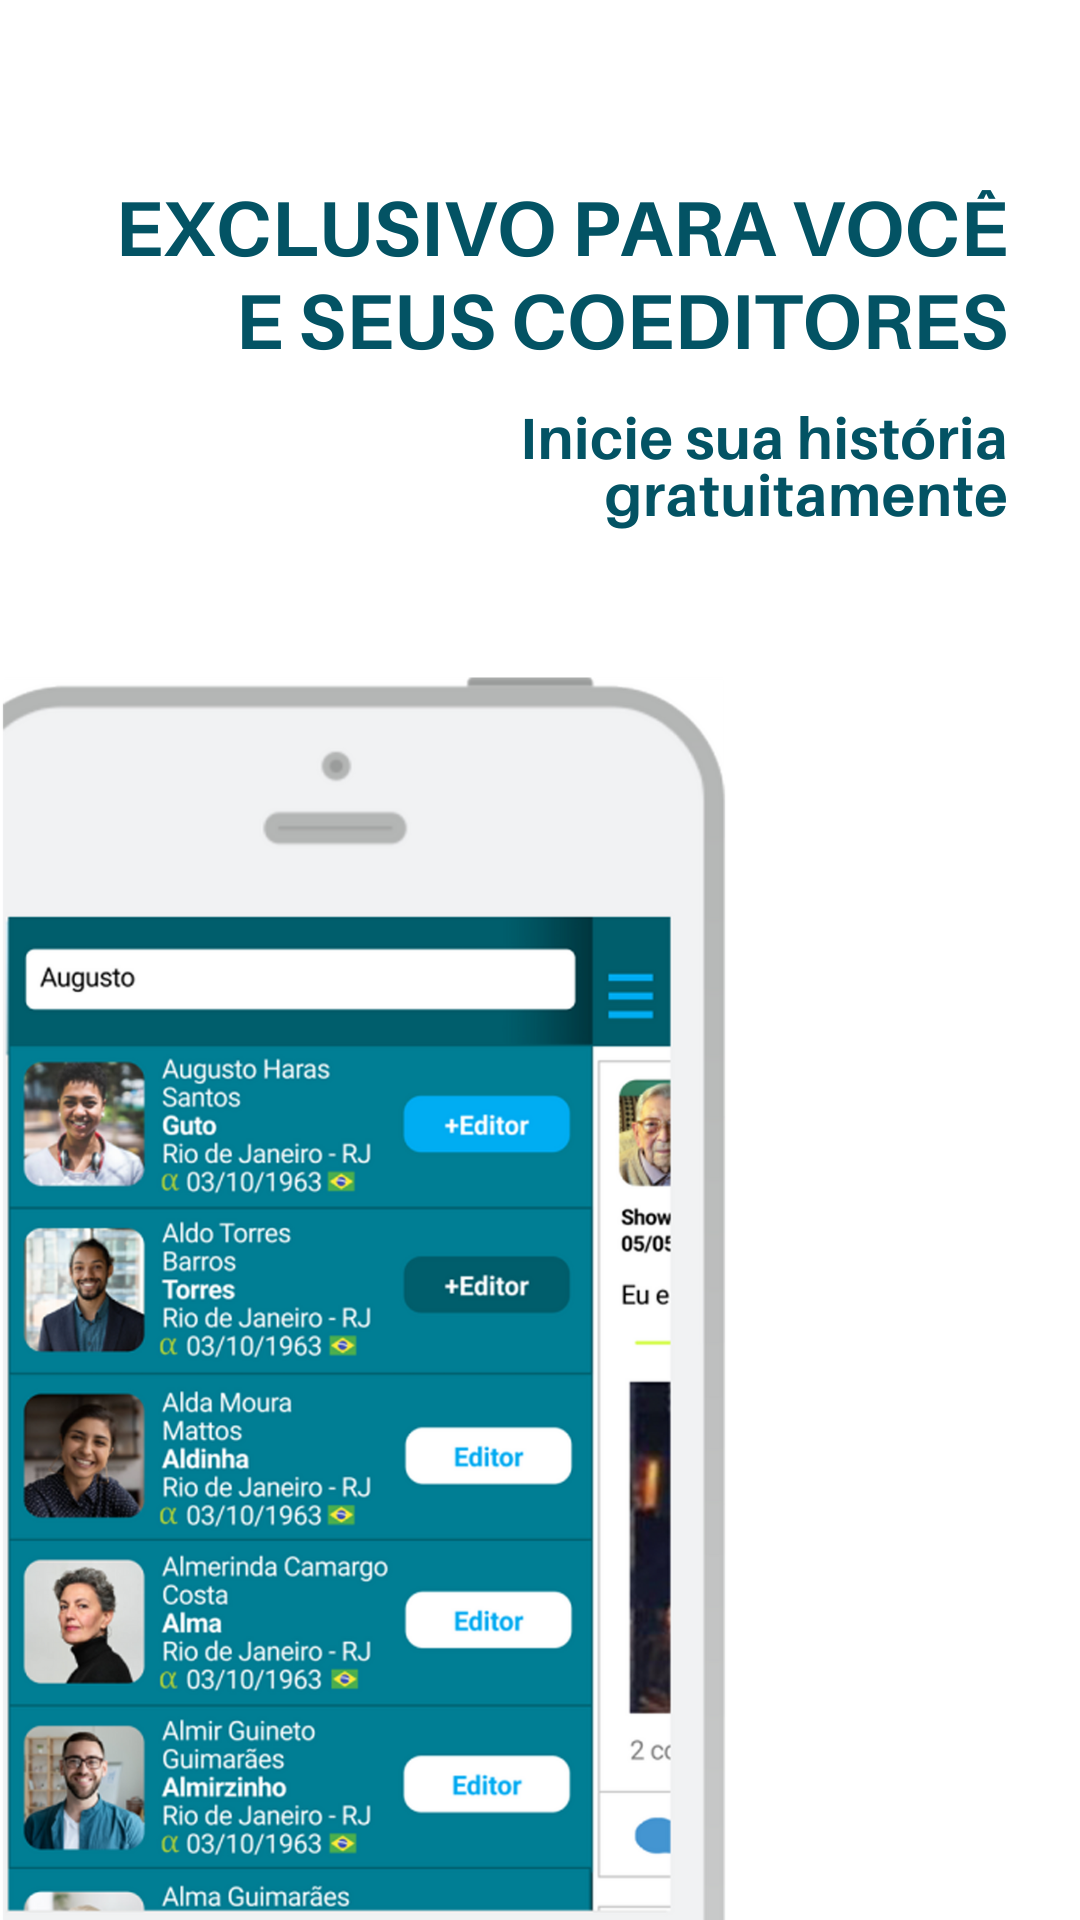 EXCLUSIVO PARA VOCÊ
E SEUS COEDITORES
Inicie sua história
gratuitamente
Augusto
Augusto Haras
Santos
Guto
Rio de Janeiro - RJ
α 03/10/1963
+Editor
Aldo Torres
Barros
Torres
Rio de Janeiro - RJ
α 03/10/1963
+Editor
Alda Moura
Mattos
Aldinha
Rio de Janeiro - RJ
α 03/10/1963
Editor
Almerinda Camargo
Costa
Alma
Rio de Janeiro - RJ
α 03/10/1963
Editor
Almir Guineto
Guimarães
Almirzinho
Rio de Janeiro - RJ
α 03/10/1963
Editor
Alma Guimarães
Show
05/05
Eu e
2 co